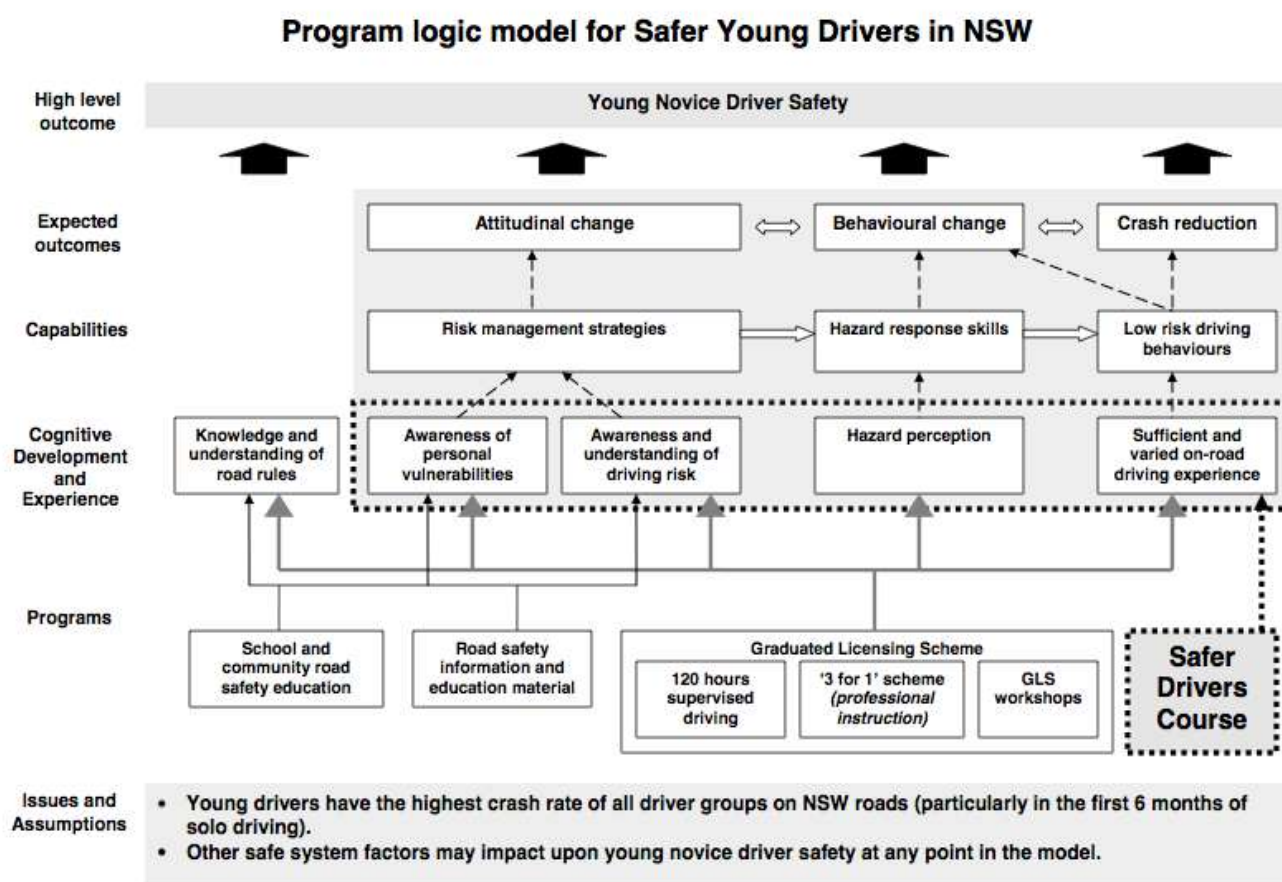 Program logic model for Safer Young Drivers in NSW
High level
outcome
Young Novice Driver Safety
Expected
outcomes
Attitudinal change
Behavioural change
Crash reduction
Capabilities
Risk management strategies
Hazard response skills
Low risk driving
behaviours
Cognitive
Development
and
Experience
Knowledge and
understanding of
road rules
Awareness of
personal
vulnerabilities
Awareness and
understanding of
driving risk
Hazard perception
Sufficient and
varied on-road
driving experience
Programs
School and
community road
safety education
Road safety
information and
education material
Graduated Licensing Scheme
120 hours
supervised
driving
'3 for 1' scheme
(professional
instruction)
GLS
workshops
Safer
Drivers
Course
Issues and
Assumptions
• Young drivers have the highest crash rate of all driver groups on NSW roads (particularly in the first 6 months of
solo driving).
• Other safe system factors may impact upon young novice driver safety at any point in the model.